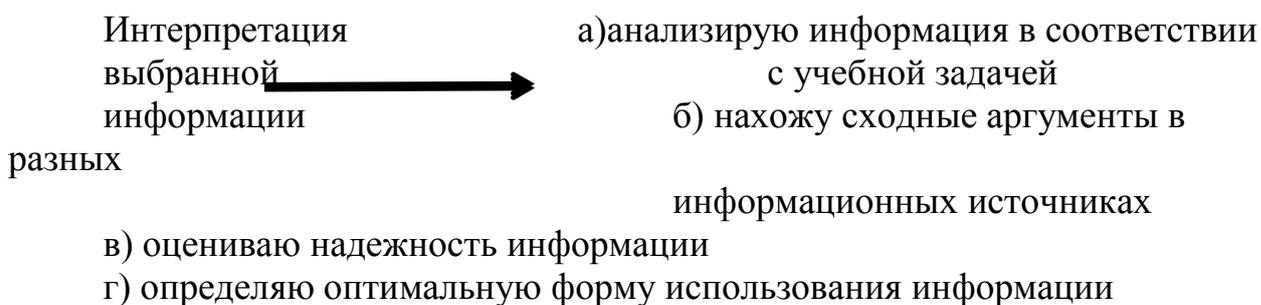 Интерпретация а)анализирую информация в соответствии
выбранной с учебной задачей
информации б) нахожу сходные аргументы в
разных
информационных источниках
в) оцениваю надежность информации
г) определяю оптимальную форму использования информации